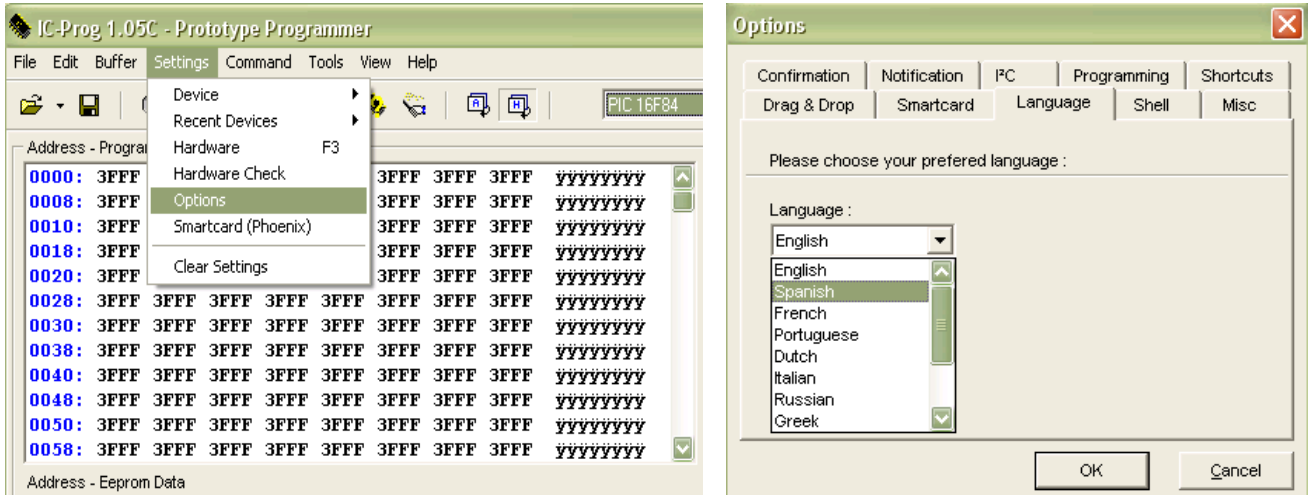 IC-Prog 1.05C - Prototype Programmer
File Edit Buffer Settings Command Tools View Help
PIC 16F84
Device
Recent Devices
Hardware F3
Hardware Check
Options
Smartcard (Phoenix)
Clear Settings
Address - Progra
0000: 3FFF 3FFF 3FFF 3FFF ÿÿÿÿÿÿÿÿ
0008: 3FFF 3FFF 3FFF 3FFF ÿÿÿÿÿÿÿÿ
0010: 3FFF 3FFF 3FFF 3FFF ÿÿÿÿÿÿÿÿ
0018: 3FFF 3FFF 3FFF 3FFF ÿÿÿÿÿÿÿÿ
0020: 3FFF 3FFF 3FFF 3FFF ÿÿÿÿÿÿÿÿ
0028: 3FFF 3FFF 3FFF 3FFF 3FFF 3FFF 3FFF 3FFF ÿÿÿÿÿÿÿÿ
0030: 3FFF 3FFF 3FFF 3FFF 3FFF 3FFF 3FFF 3FFF ÿÿÿÿÿÿÿÿ
0038: 3FFF 3FFF 3FFF 3FFF 3FFF 3FFF 3FFF 3FFF ÿÿÿÿÿÿÿÿ
0040: 3FFF 3FFF 3FFF 3FFF 3FFF 3FFF 3FFF 3FFF ÿÿÿÿÿÿÿÿ
0048: 3FFF 3FFF 3FFF 3FFF 3FFF 3FFF 3FFF 3FFF ÿÿÿÿÿÿÿÿ
0050: 3FFF 3FFF 3FFF 3FFF 3FFF 3FFF 3FFF 3FFF ÿÿÿÿÿÿÿÿ
0058: 3FFF 3FFF 3FFF 3FFF 3FFF 3FFF 3FFF 3FFF ÿÿÿÿÿÿÿÿ
Address - Eeprom Data
Options
Confirmation Notification I²C Programming Shortcuts
Drag & Drop Smartcard Language Shell Misc
Please choose your prefered language :
Language :
English
English
Spanish
French
Portuguese
Dutch
Italian
Russian
Greek
OK Cancel